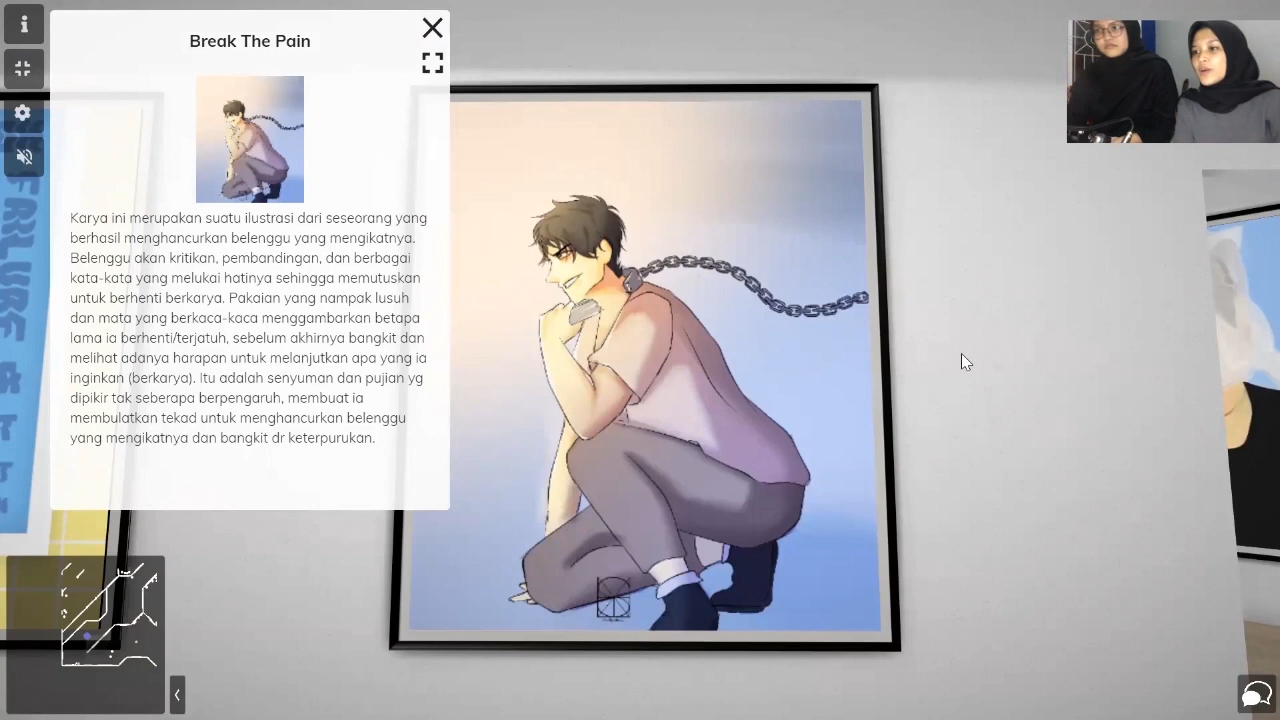 Break The Pain
Karya ini merupakan suatu ilustrasi dari seseorang yang
berhasil menghancurkan belenggu yang mengikatnya.
Belenggu akan kritikan, pembandingan, dan berbagai
kata-kata yang melukai hatinya sehingga memutuskan
untuk berhenti berkarya. Pakaian yang nampak lusuh
dan mata yang berkaca-kaca menggambarkan betapa
lama ia berhenti/terjatuh, sebelum akhirnya bangkit dan
melihat adanya harapan untuk melanjutkan apa yang ia
inginkan (berkarya). Itu adalah senyuman dan pujian yg
dipikir tak seberapa berpengaruh, membuat ia
membulatkan tekad untuk menghancurkan belenggu
yang mengikatnya dan bangkit dr keterpurukan.